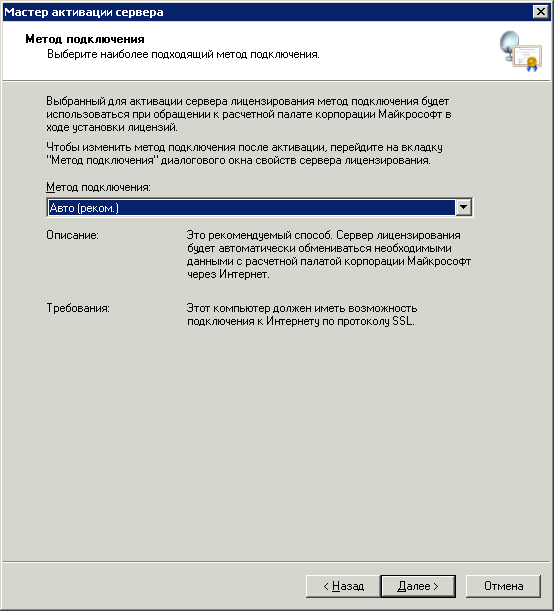 Мастер активации сервера
Метод подключения
Выберите наиболее подходящий метод подключения.
Выбранный для активации сервера лицензирования метод подключения будет
использоваться при обращении к расчетной палате корпорации Майкрософт в
ходе установки лицензий.
Чтобы изменить метод подключения после активации, перейдите на вкладку
"Метод подключения" диалогового окна свойств сервера лицензирования.
Метод подключения:
Авто (реком.)
Описание:
Это рекомендуемый способ. Сервер лицензирования
будет автоматически обмениваться необходимыми
данными с расчетной палатой корпорации Майкрософт
через Интернет.
Требования:
Этот компьютер должен иметь возможность
подключения к Интернету по протоколу SSL.
< Назад
Далее >
Отмена